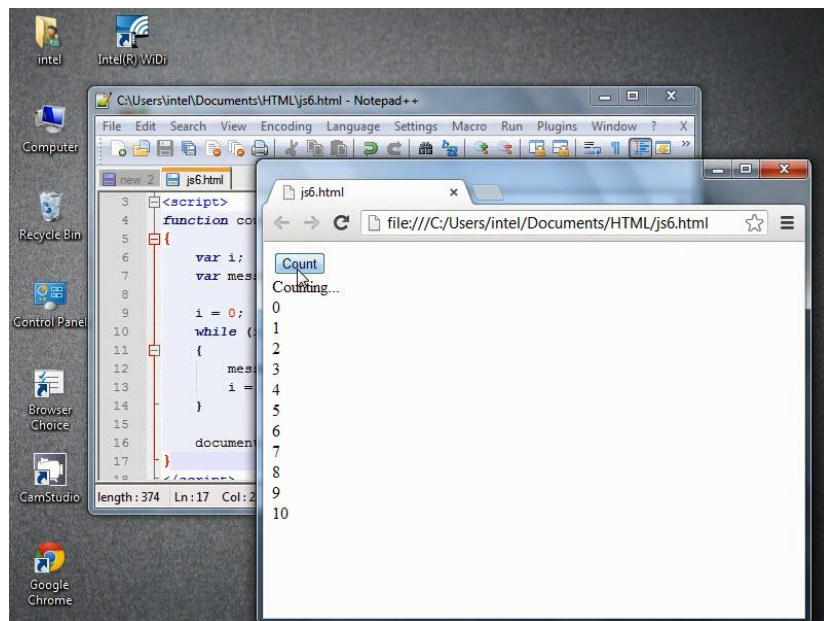 intel
Intel(R) WiDi
Computer
Recycle Bin
Control Panel
Browser
Choice
CamStudio
Google
Chrome
C:\Users\intel\Documents\HTML\js6.html - Notepad++
File Edit Search View Encoding Language Settings Macro Run Plugins Window ? X
new 2 js6.html
3 <script>
4 function cou
5 {
6 var i;
7 var mes
8
9 i = 0;
10 while (
11 {
12 mes
13 i =
14 }
15
16 document
17 }
18 </script>
length : 374 Ln : 17 Col : 2
js6.html
file:///C:/Users/intel/Documents/HTML/js6.html
Count
Counting...
0
1
2
3
4
5
6
7
8
9
10